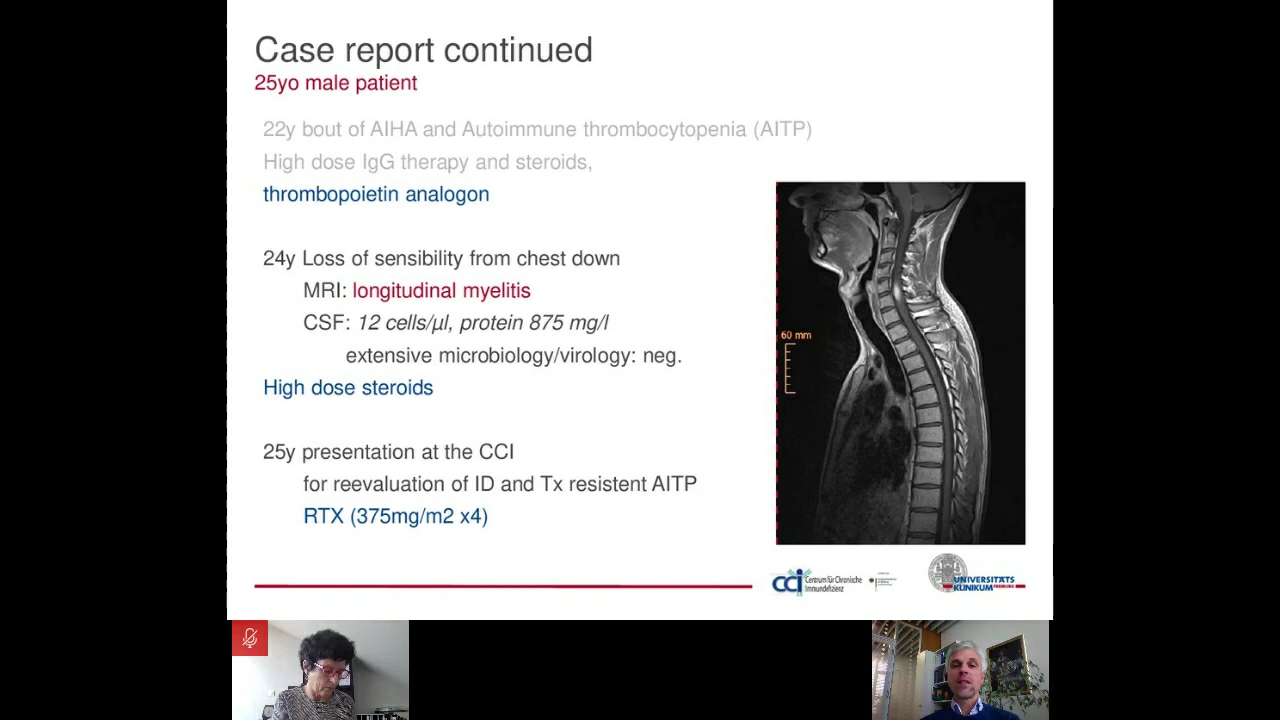 Case report continued
25yo male patient
22y bout of AIHA and Autoimmune thrombocytopenia (AITP)
High dose IgG therapy and steroids,
thrombopoietin analogon
24y Loss of sensibility from chest down
MRI: longitudinal myelitis
CSF: 12 cells/µl, protein 875 mg/l
extensive microbiology/virology: neg.
High dose steroids
25y presentation at the CCI
for reevaluation of ID and Tx resistent AITP
RTX (375mg/m2 x4)
60 mm
cci Centrum für Chronische
Immundefizienz
UNIVERSITÄTS
KLINIKUM FREIBURG